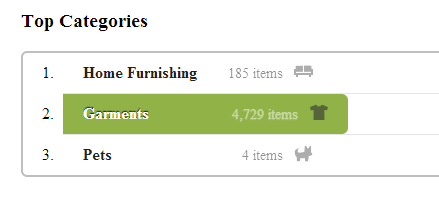 Top Categories
1. Home Furnishing 185 items
2. Garments 4,729 items
3. Pets 4 items